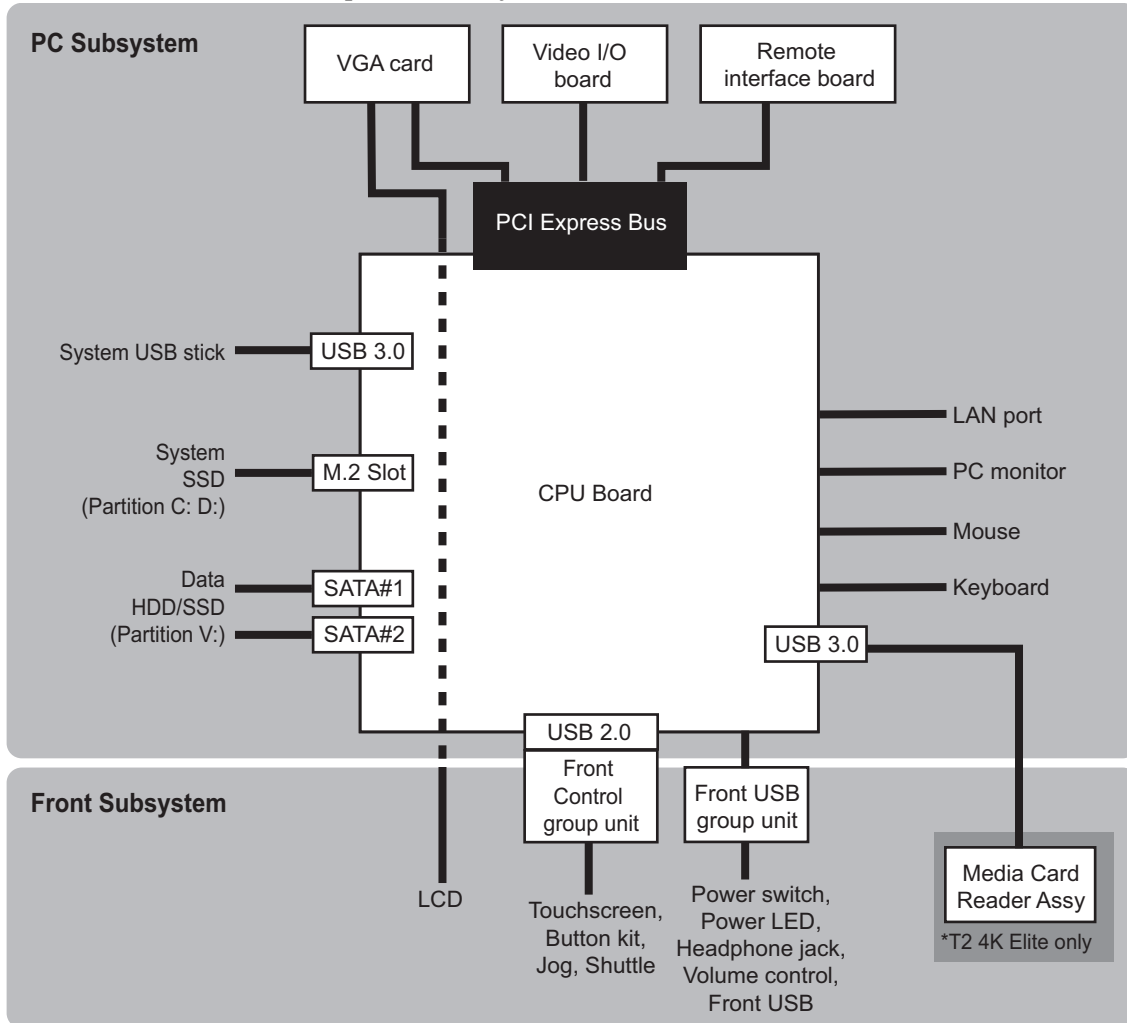 PC Subsystem
VGA card
Video I/O
board
Remote
interface board
PCI Express Bus
System USB stick
USB 3.0
System
SSD
(Partition C: D:)
M.2 Slot
CPU Board
Data
HDD/SSD
(Partition V:)
SATA#1
SATA#2
LAN port
PC monitor
Mouse
Keyboard
USB 3.0
USB 2.0
Front Subsystem
Front
Control
group unit
Front USB
group unit
LCD
Touchscreen,
Button kit,
Jog, Shuttle
Power switch,
Power LED,
Headphone jack,
Volume control,
Front USB
Media Card
Reader Assy
*T2 4K Elite only